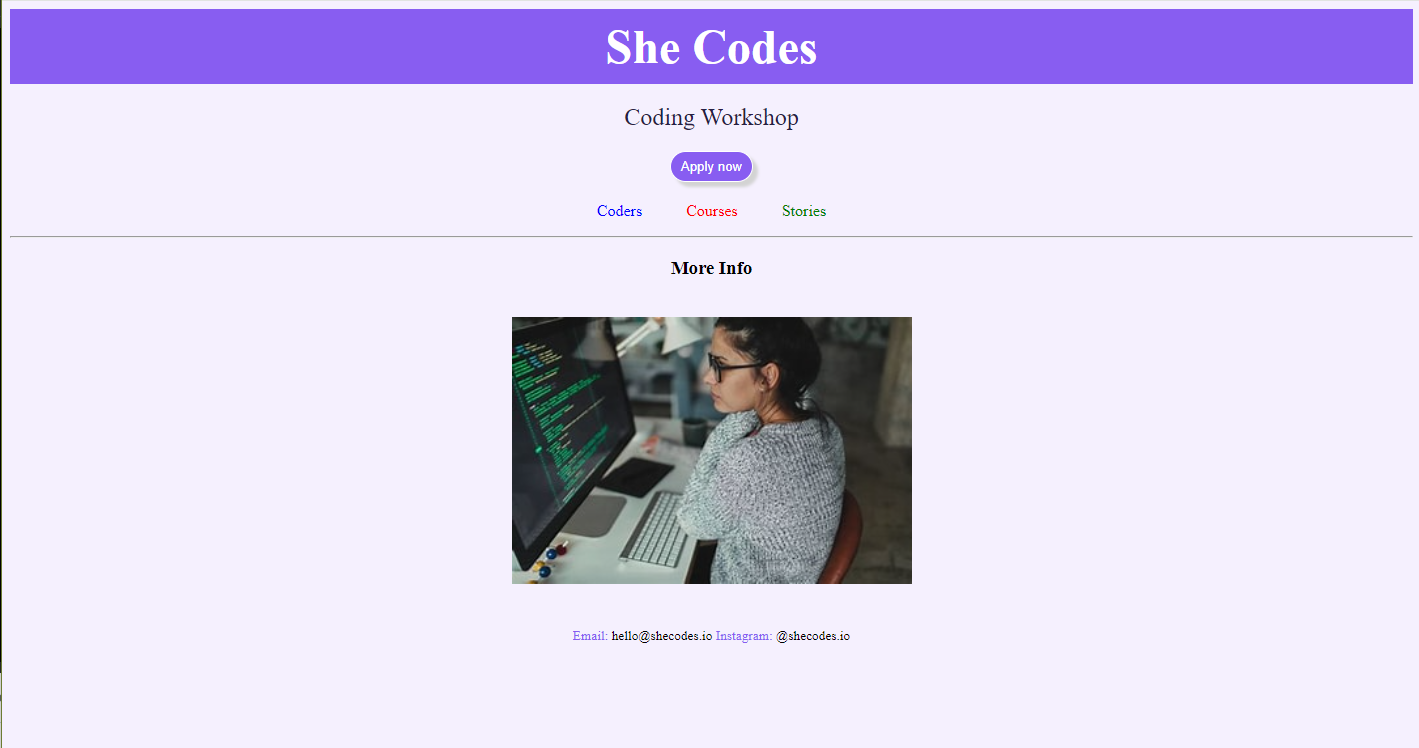 She Codes
Coding Workshop
Apply now
Coders Courses Stories
More Info
Email: hello@shecodes.io Instagram: @shecodes.io